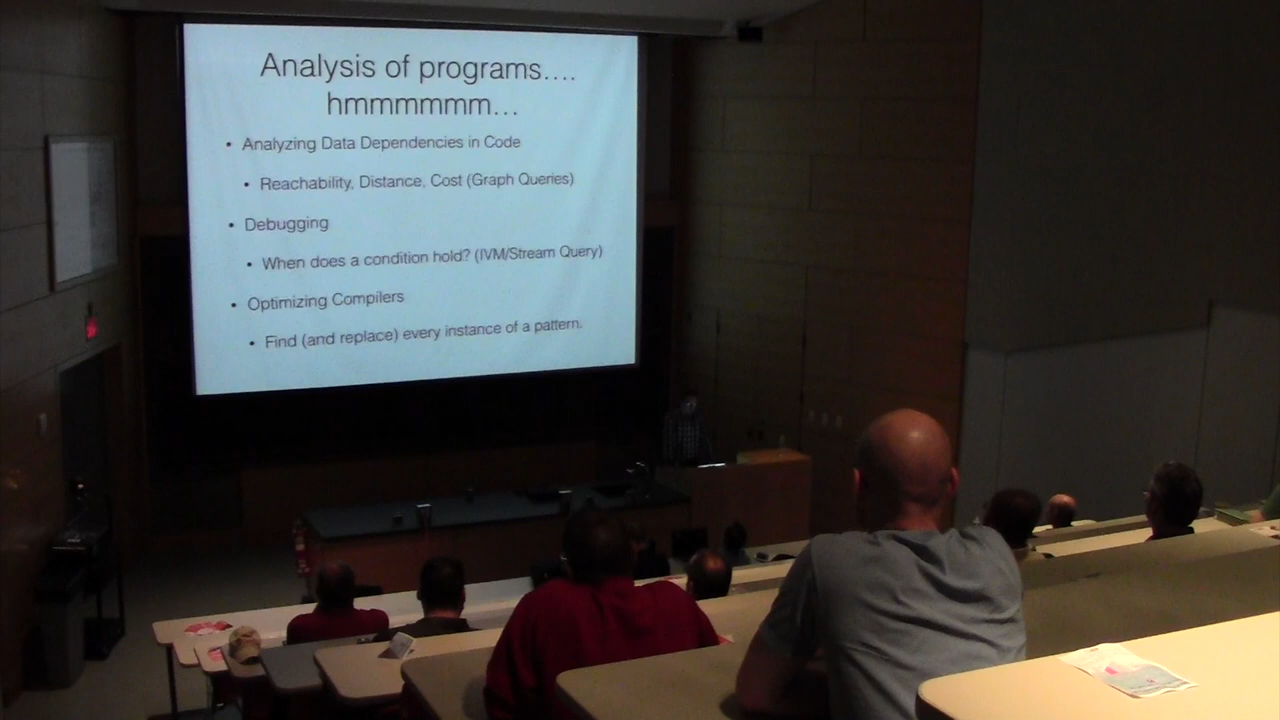 Analysis of programs....
hmmmmmm...
• Analyzing Data Dependencies in Code
• Reachability, Distance, Cost (Graph Queries)
• Debugging
• When does a condition hold? (IVM/Stream Query)
• Optimizing Compilers
• Find (and replace) every instance of a pattern.